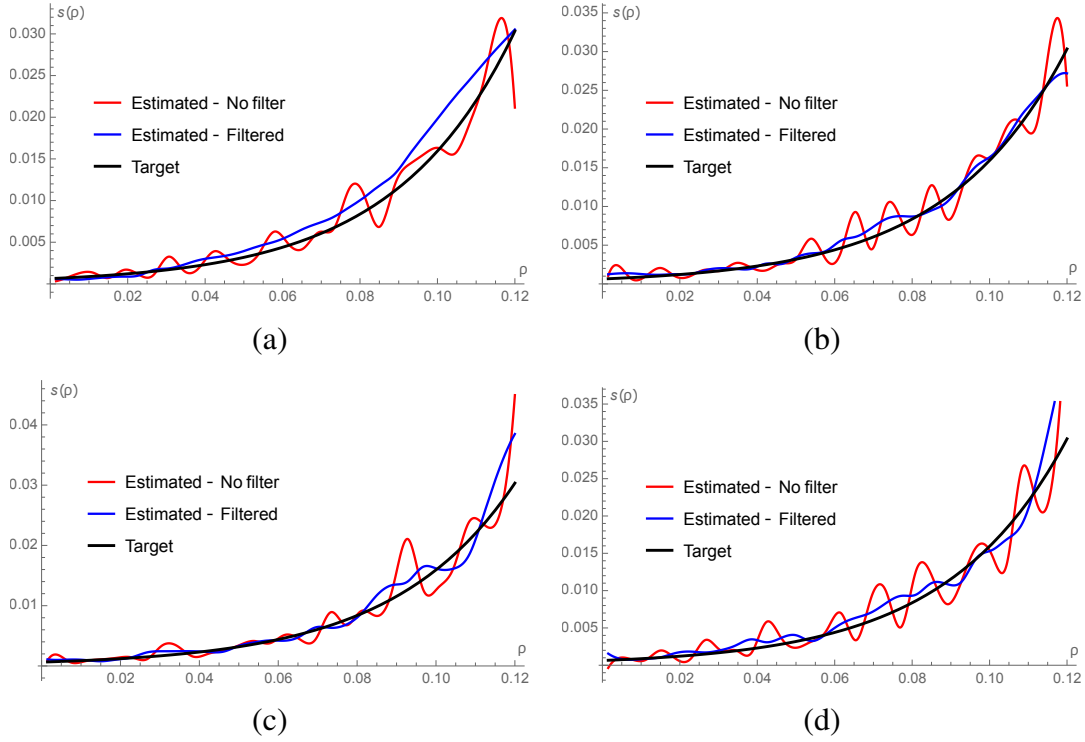 s(ρ)
0.030
0.025
0.020
0.015
0.010
0.005
Estimated - No filter
Estimated - Filtered
Target
0.02 0.04 0.06 0.08 0.10 0.12
ρ
(a)
s(ρ)
0.035
0.030
0.025
0.020
0.015
0.010
0.005
Estimated - No filter
Estimated - Filtered
Target
0.02 0.04 0.06 0.08 0.10 0.12
ρ
(b)
s(ρ)
0.04
0.03
0.02
0.01
Estimated - No filter
Estimated - Filtered
Target
0.02 0.04 0.06 0.08 0.10 0.12
ρ
(c)
s(ρ)
0.035
0.030
0.025
0.020
0.015
0.010
0.005
Estimated - No filter
Estimated - Filtered
Target
0.02 0.04 0.06 0.08 0.10 0.12
ρ
(d)